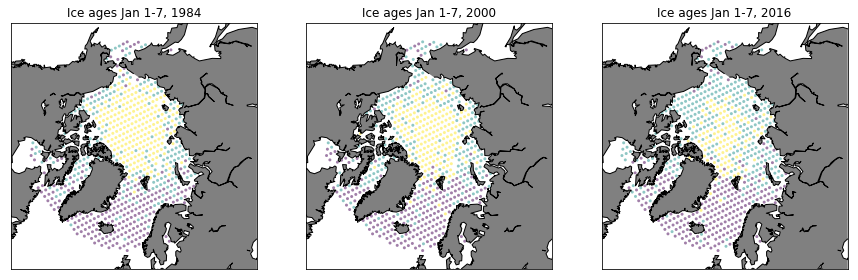 Ice ages Jan 1-7, 1984
Ice ages Jan 1-7, 2000
Ice ages Jan 1-7, 2016